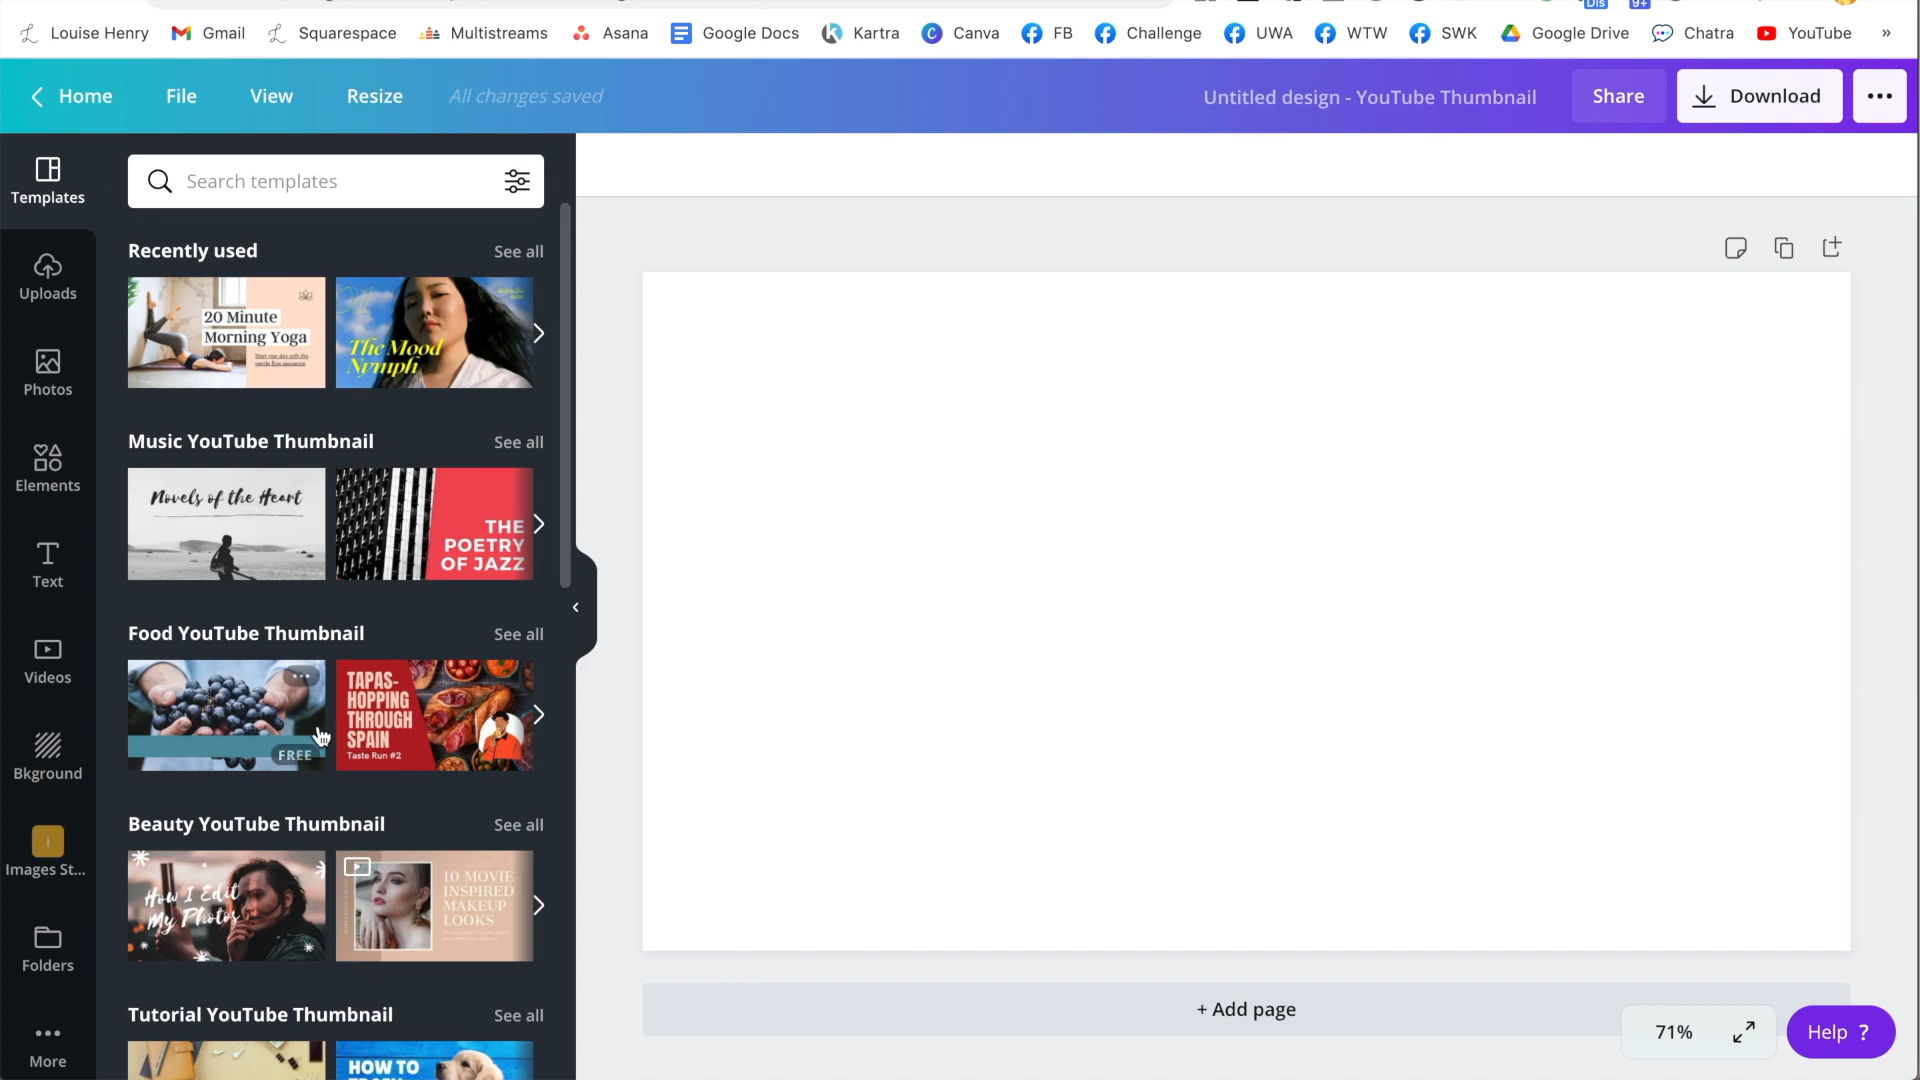 Louise Henry Gmail Squarespace Multistreams Asana Google Docs Kartra Canva FB Challenge UWA WTW SWK Google Drive Chatra YouTube »
Home File View Resize All changes saved Untitled design - YouTube Thumbnail Share Download
Templates
Uploads
Photos
Elements
Text
Videos
Bkground
Images St...
Folders
More
Search templates
Recently used See all
20 Minute
Morning Yoga
The Mood
Nymph
Music YouTube Thumbnail See all
Novels of the Heart
THE
POETRY
OF JAZZ
Food YouTube Thumbnail See all
FREE
TAPAS-
HOPPING
THROUGH
SPAIN
Taste Run #2
Beauty YouTube Thumbnail See all
How I Edit
My Photos
10 MOVIE-
INSPIRED
MAKEUP
LOOKS
Tutorial YouTube Thumbnail See all
HOW TO
+ Add page
71%
Help ?